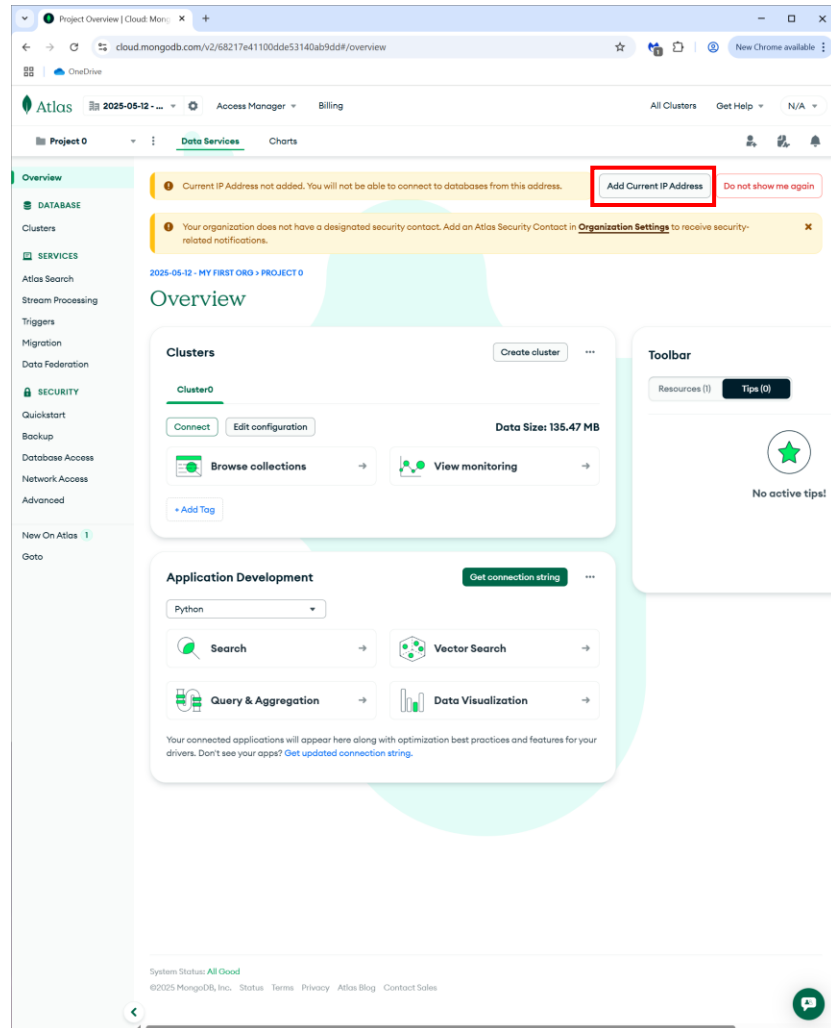 Project Overview | Cloud: Mong
cloud.mongodb.com/v2/68217e41100dde53140ab9dd#/overview
New Chrome available
OneDrive
Atlas
2025-05-12 - ...
Access Manager
Billing
All Clusters
Get Help
N/A
Project 0
Data Services
Charts
Overview
DATABASE
Clusters
SERVICES
Atlas Search
Stream Processing
Triggers
Migration
Data Federation
SECURITY
Quickstart
Backup
Database Access
Network Access
Advanced
New On Atlas 1
Goto
Current IP Address not added. You will not be able to connect to databases from this address.
Add Current IP Address
Do not show me again
Your organization does not have a designated security contact. Add an Atlas Security Contact in Organization Settings to receive security-
related notifications.
2025-05-12 - MY FIRST ORG > PROJECT 0
Overview
Clusters
Create cluster
Cluster0
Connect
Edit configuration
Data Size: 135.47 MB
Browse collections
View monitoring
+ Add Tag
Toolbar
Resources (1)
Tips (0)
No active tips!
Application Development
Get connection string
Python
Search
Vector Search
Query & Aggregation
Data Visualization
Your connected applications will appear here along with optimization best practices and features for your
drivers. Don't see your apps? Get updated connection string.
System Status: All Good
©2025 MongoDB, Inc. Status Terms Privacy Atlas Blog Contact Sales